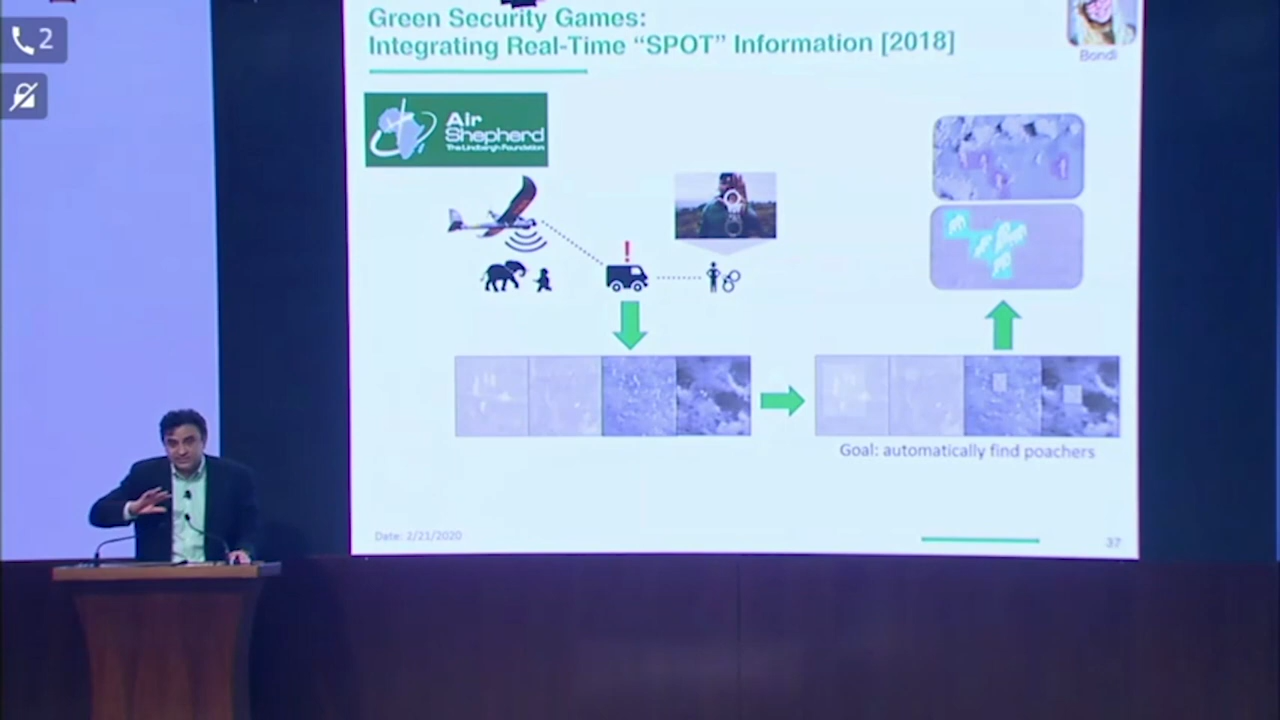 2
Green Security Games:
Integrating Real-Time “SPOT” Information [2018]
Bondi
Air
Shepherd
The Lindbergh Foundation
!
Goal: automatically find poachers
Date: 2/21/2020
37